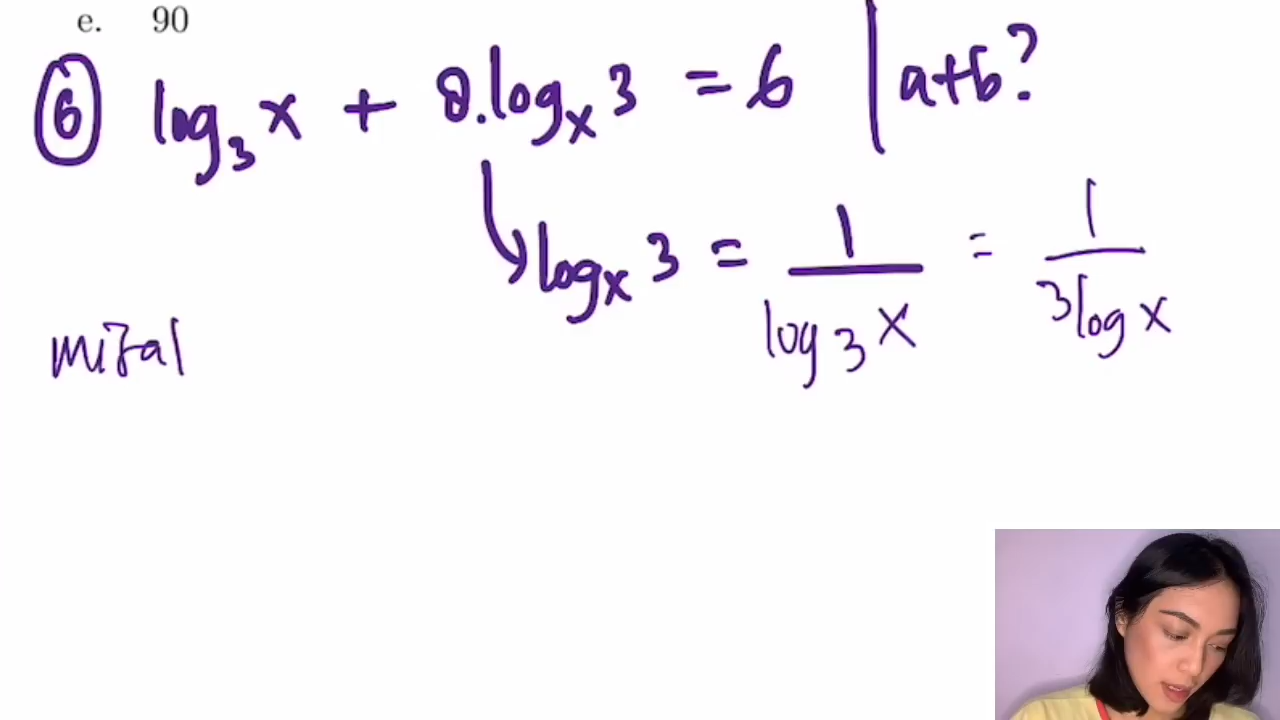 e. 90
6 log₃ x + 8.logₓ 3 = 6 | a+b?
logₓ 3 = 1/log₃ x = 1/³log x
misal